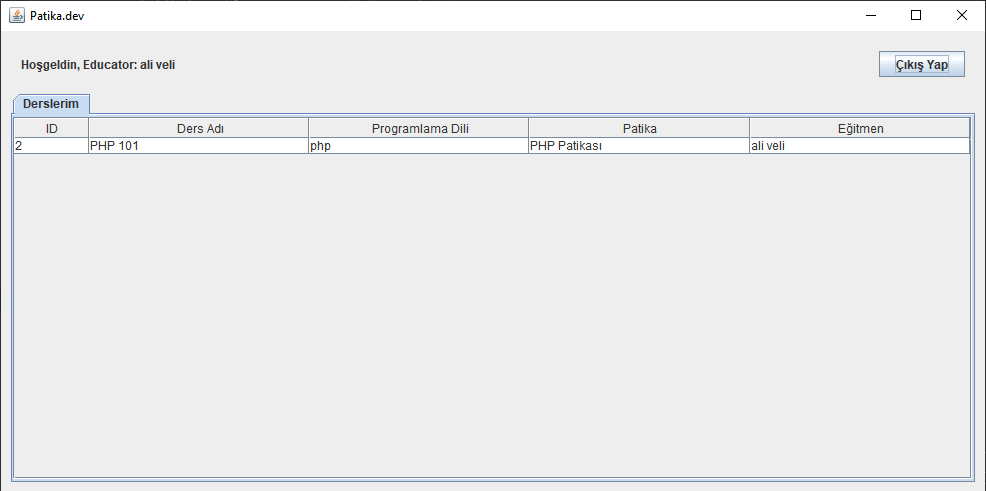 Patika.dev
Hoşgeldin, Educator: ali veli
Çıkış Yap
Derslerim
ID Ders Adı Programlama Dili Patika Eğitmen
2 PHP 101 php PHP Patikası ali veli